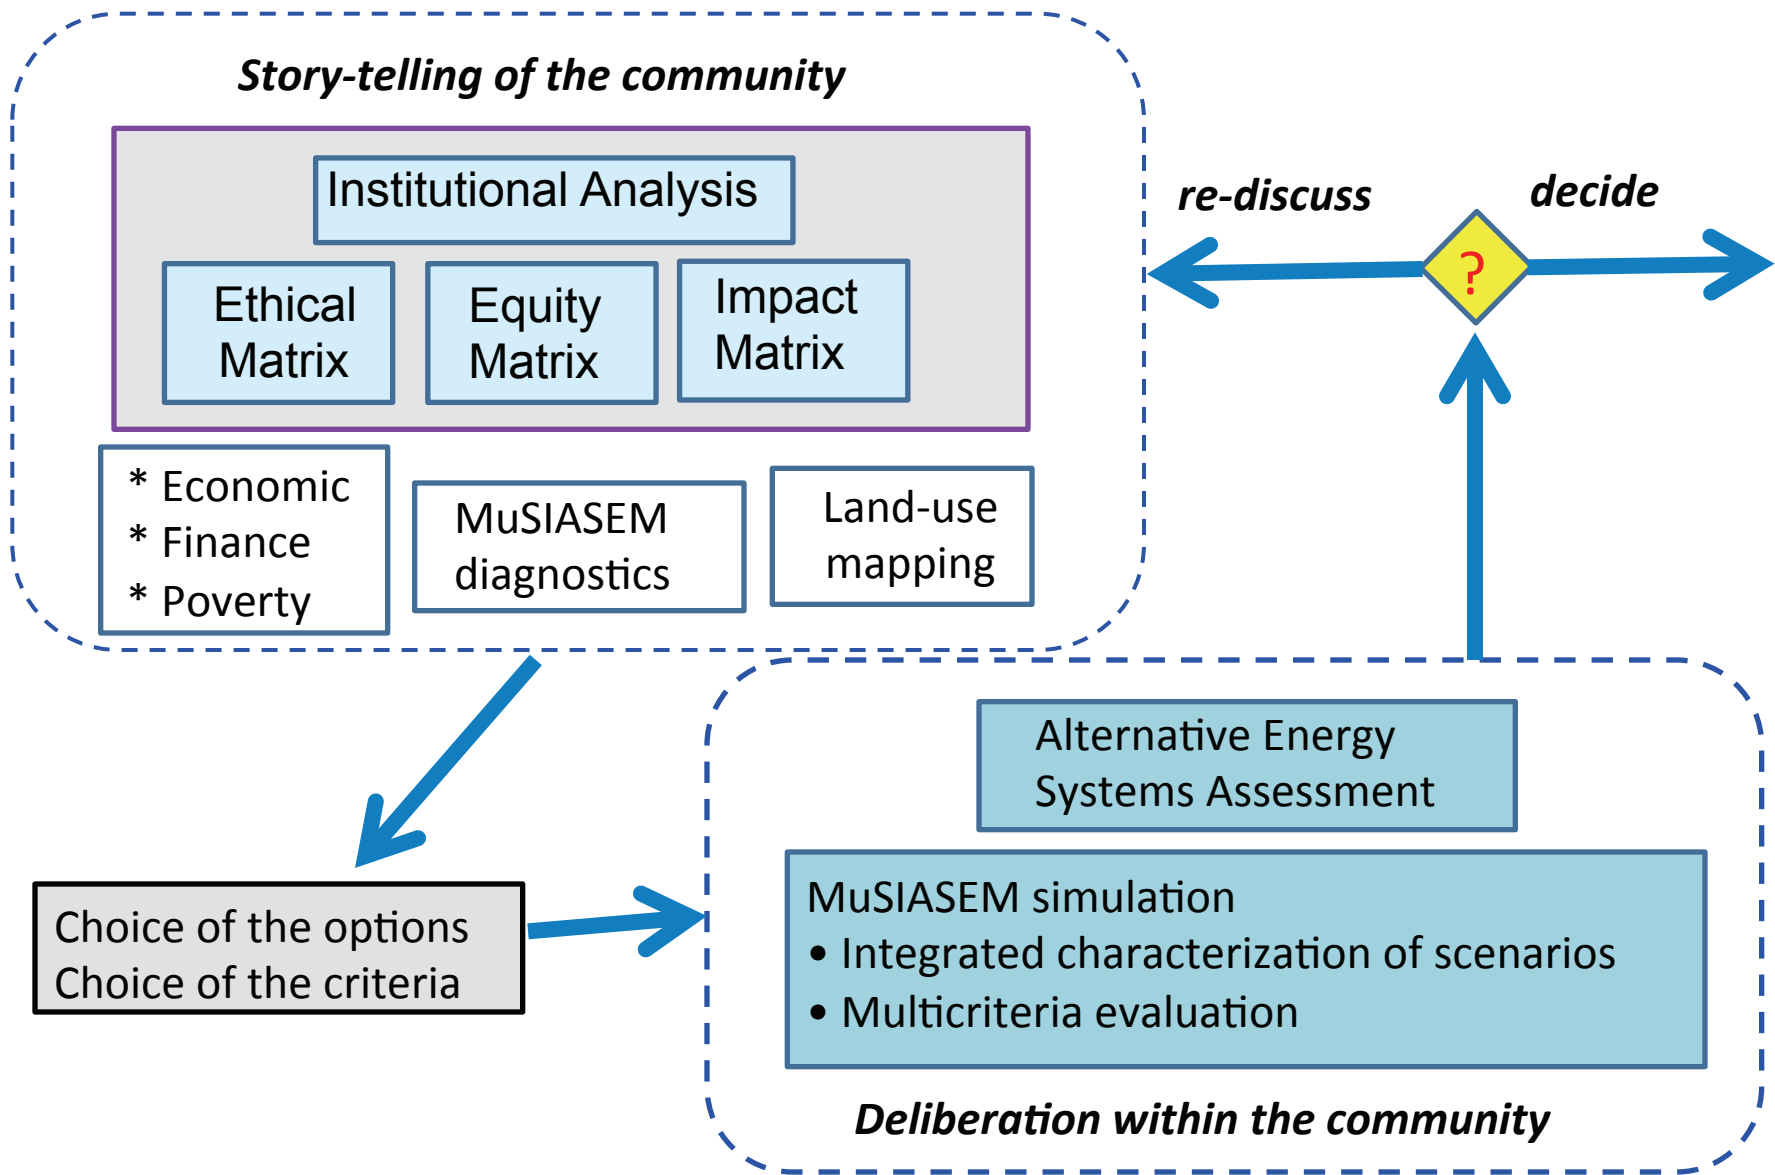 Story-telling of the community
Institutional Analysis
Ethical
Matrix
Equity
Matrix
Impact
Matrix
* Economic
* Finance
* Poverty
MuSIASEM
diagnostics
Land-use
mapping
re-discuss
decide
?
Choice of the options
Choice of the criteria
Alternative Energy
Systems Assessment
MuSIASEM simulation
• Integrated characterization of scenarios
• Multicriteria evaluation
Deliberation within the community